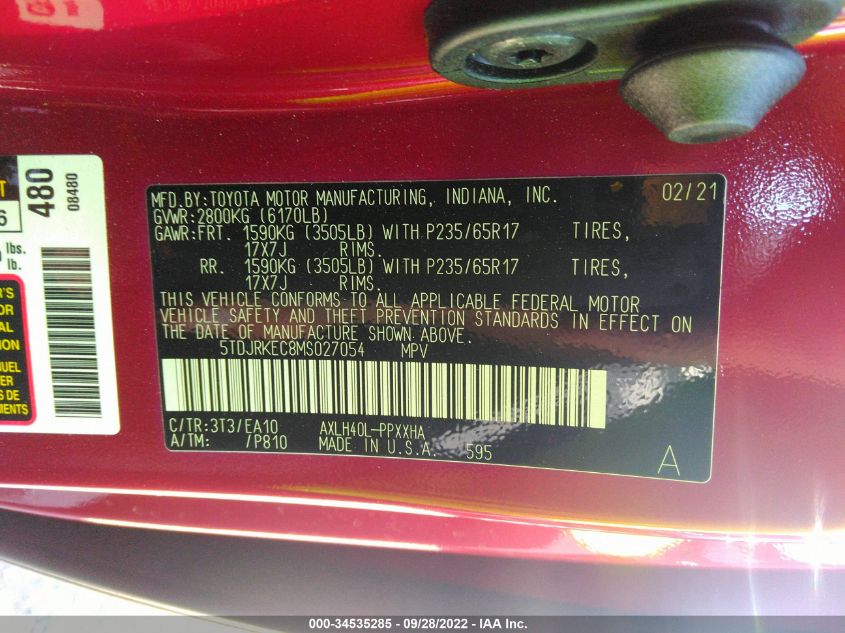 480
08480
6
lbs.
lb.
MFD.BY:TOYOTA MOTOR MANUFACTURING, INDIANA, INC. 02/21
GVWR:2800KG (6170LB)
GAWR:FRT. 1590KG (3505LB) WITH P235/65R17 TIRES,
17X7J RIMS.
RR. 1590KG (3505LB) WITH P235/65R17 TIRES,
17X7J RIMS.
THIS VEHICLE CONFORMS TO ALL APPLICABLE FEDERAL MOTOR
VEHICLE SAFETY AND THEFT PREVENTION STANDARDS IN EFFECT ON
THE DATE OF MANUFACTURE SHOWN ABOVE.
5TDJRKEC8MS027054 MPV
C/TR:3T3/EA10 AXLH40L-PPXXHA
A/TM: /P810 MADE IN U.S.A. 595
A
000-34535285 - 09/28/2022 - IAA Inc.